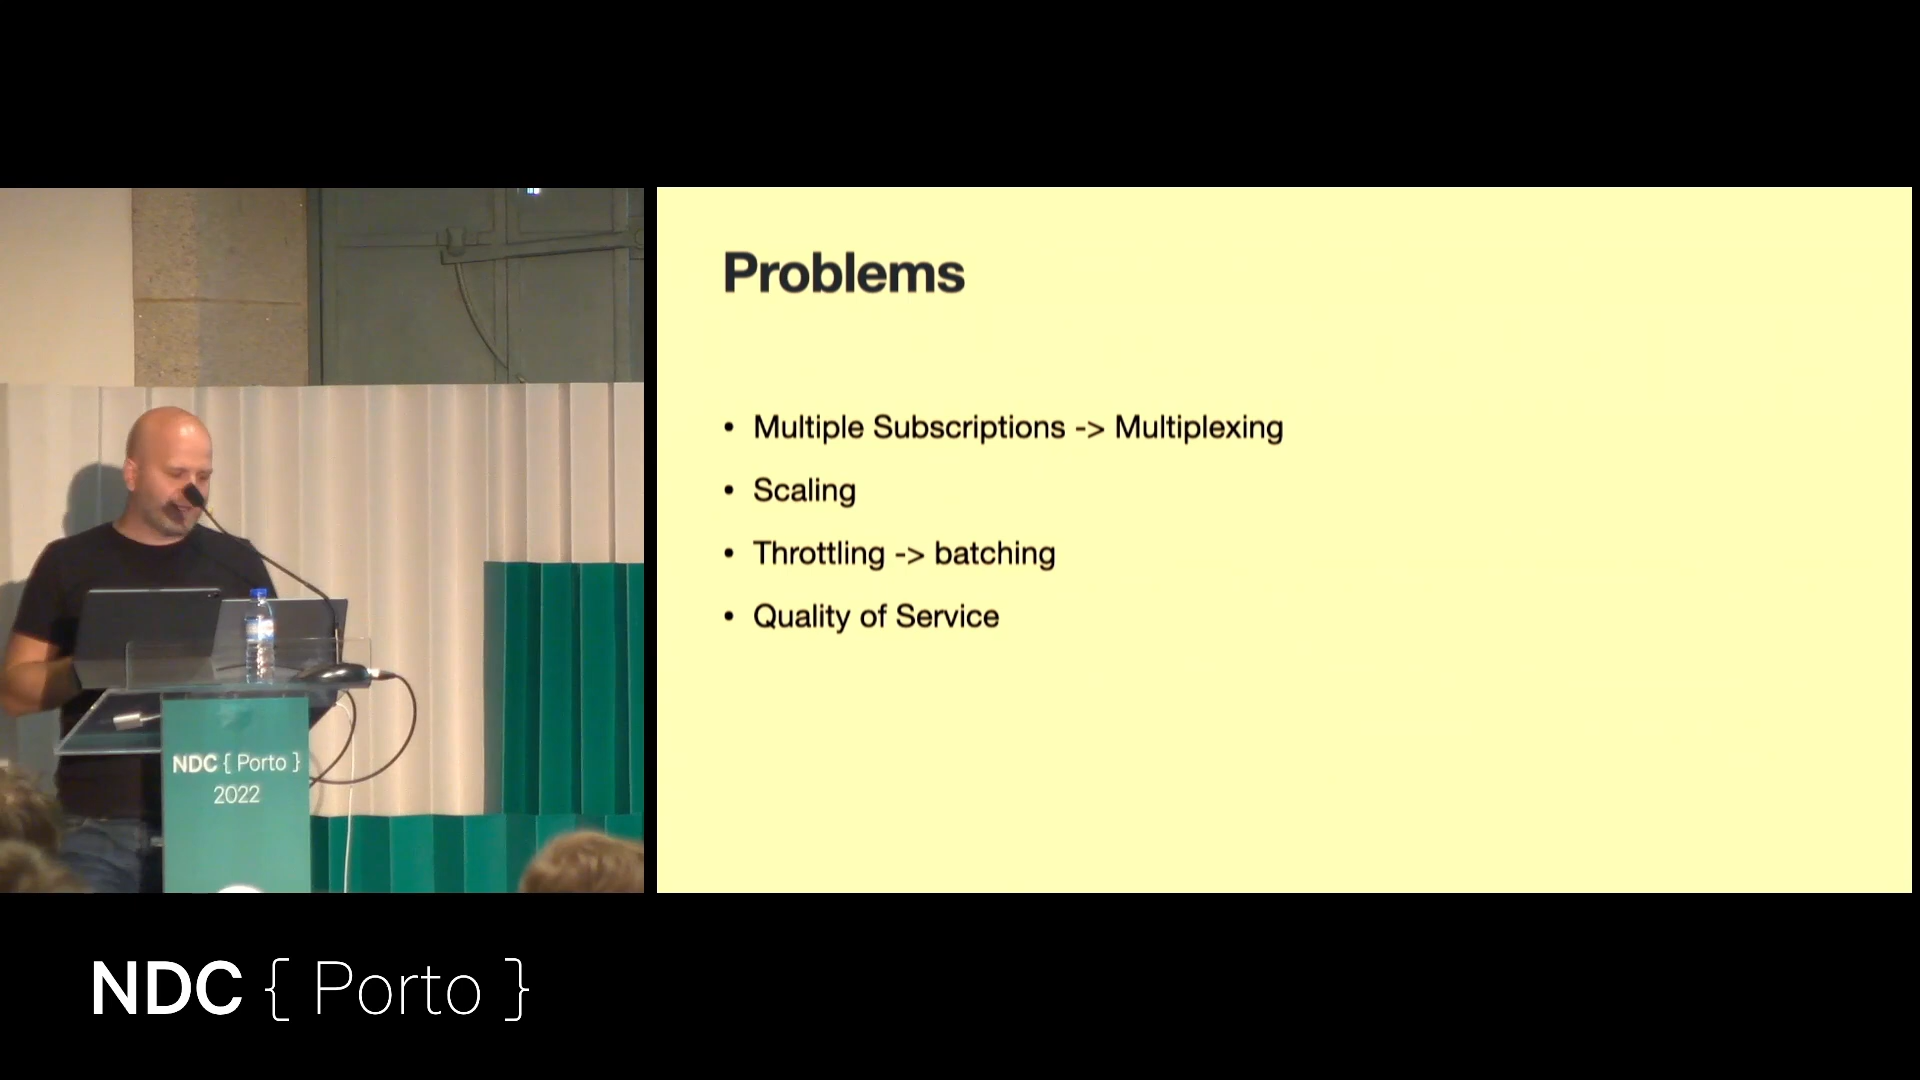 Problems
• Multiple Subscriptions -> Multiplexing
• Scaling
• Throttling -> batching
• Quality of Service
NDC { Porto }
2022
NDC { Porto }